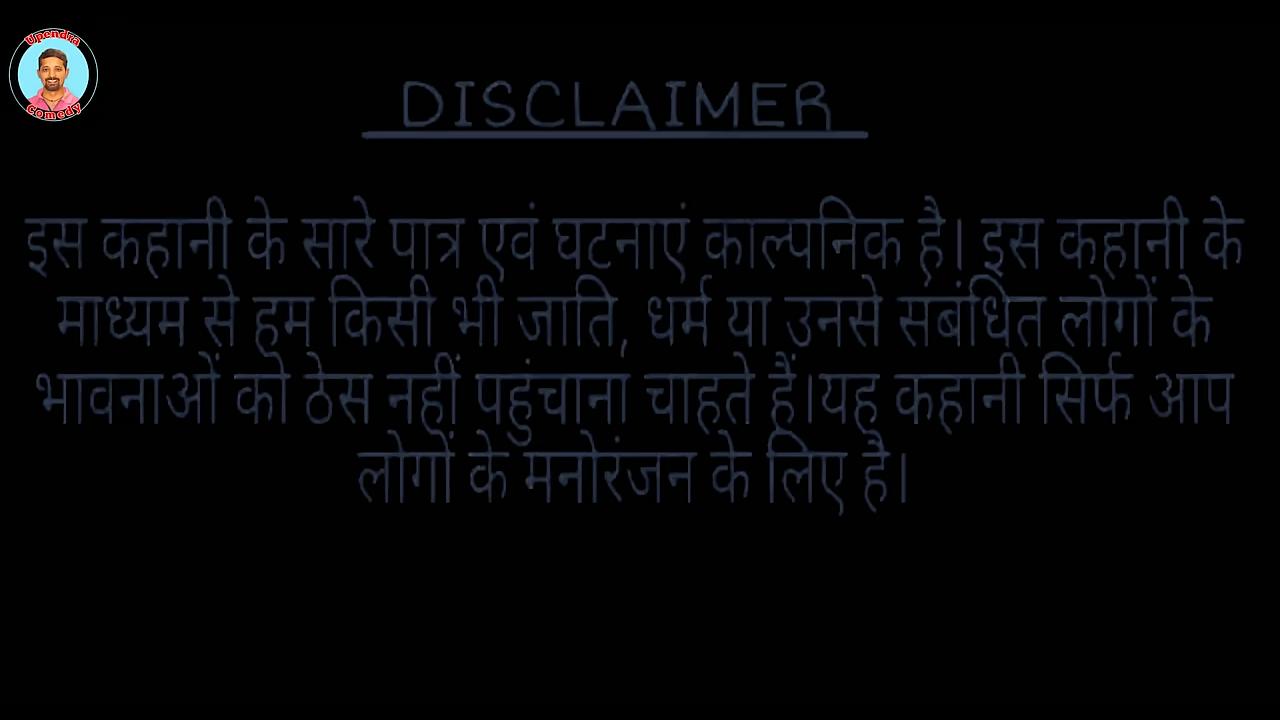 Upendra
Comedy
DISCLAIMER
इस कहानी के सारे पात्र एवं घटनाएं काल्पनिक है। इस कहानी के
माध्यम से हम किसी भी जाति, धर्म या उनसे सबंधित लोगों के
भावनाओं को ठेस नहीं पहुंचाना चाहते हैं।यह कहानी सिर्फ आप
लोगों के मनोरंजन के लिए है।